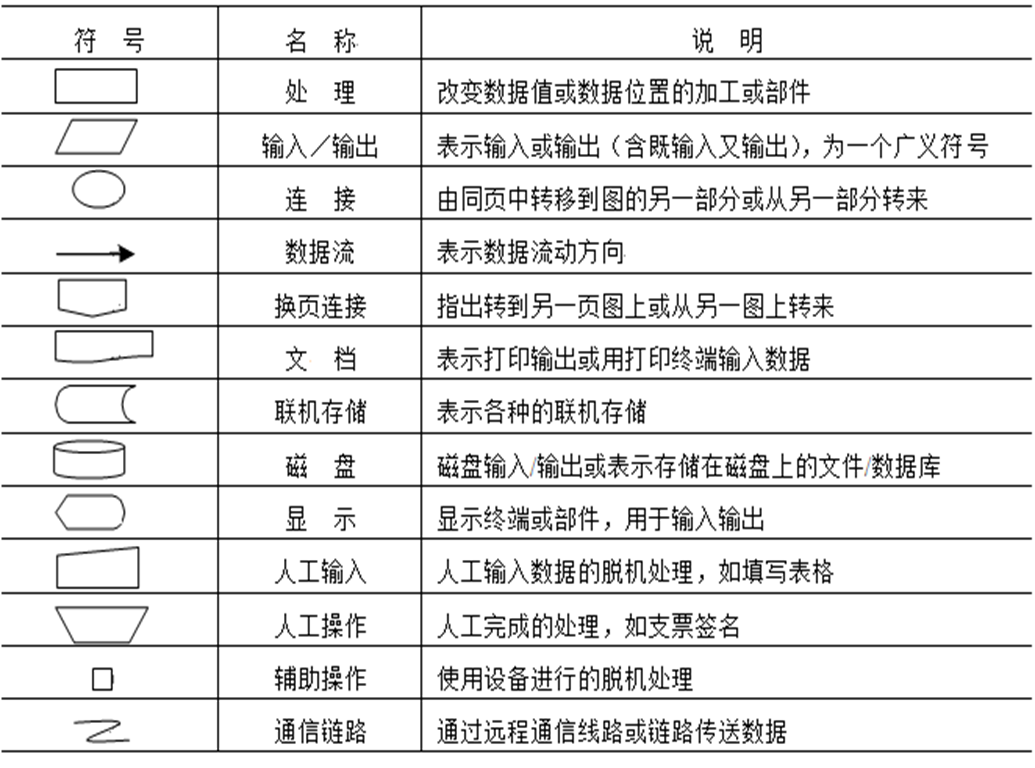 符 号 名 称 说 明
处 理 改变数据值或数据位置的加工或部件
输入／输出 表示输入或输出（含既输入又输出），为一个广义符号
连 接 由同页中转移到图的另一部分或从另一部分转来
数据流 表示数据流动方向
换页连接 指出转到另一页图上或从另一图上转来
文 档 表示打印输出或用打印终端输入数据
联机存储 表示各种的联机存储
磁 盘 磁盘输入/输出或表示存储在磁盘上的文件/数据库
显 示 显示终端或部件，用于输入输出
人工输入 人工输入数据的脱机处理，如填写表格
人工操作 人工完成的处理，如支票签名
辅助操作 使用设备进行的脱机处理
通信链路 通过远程通信线路或链路传送数据